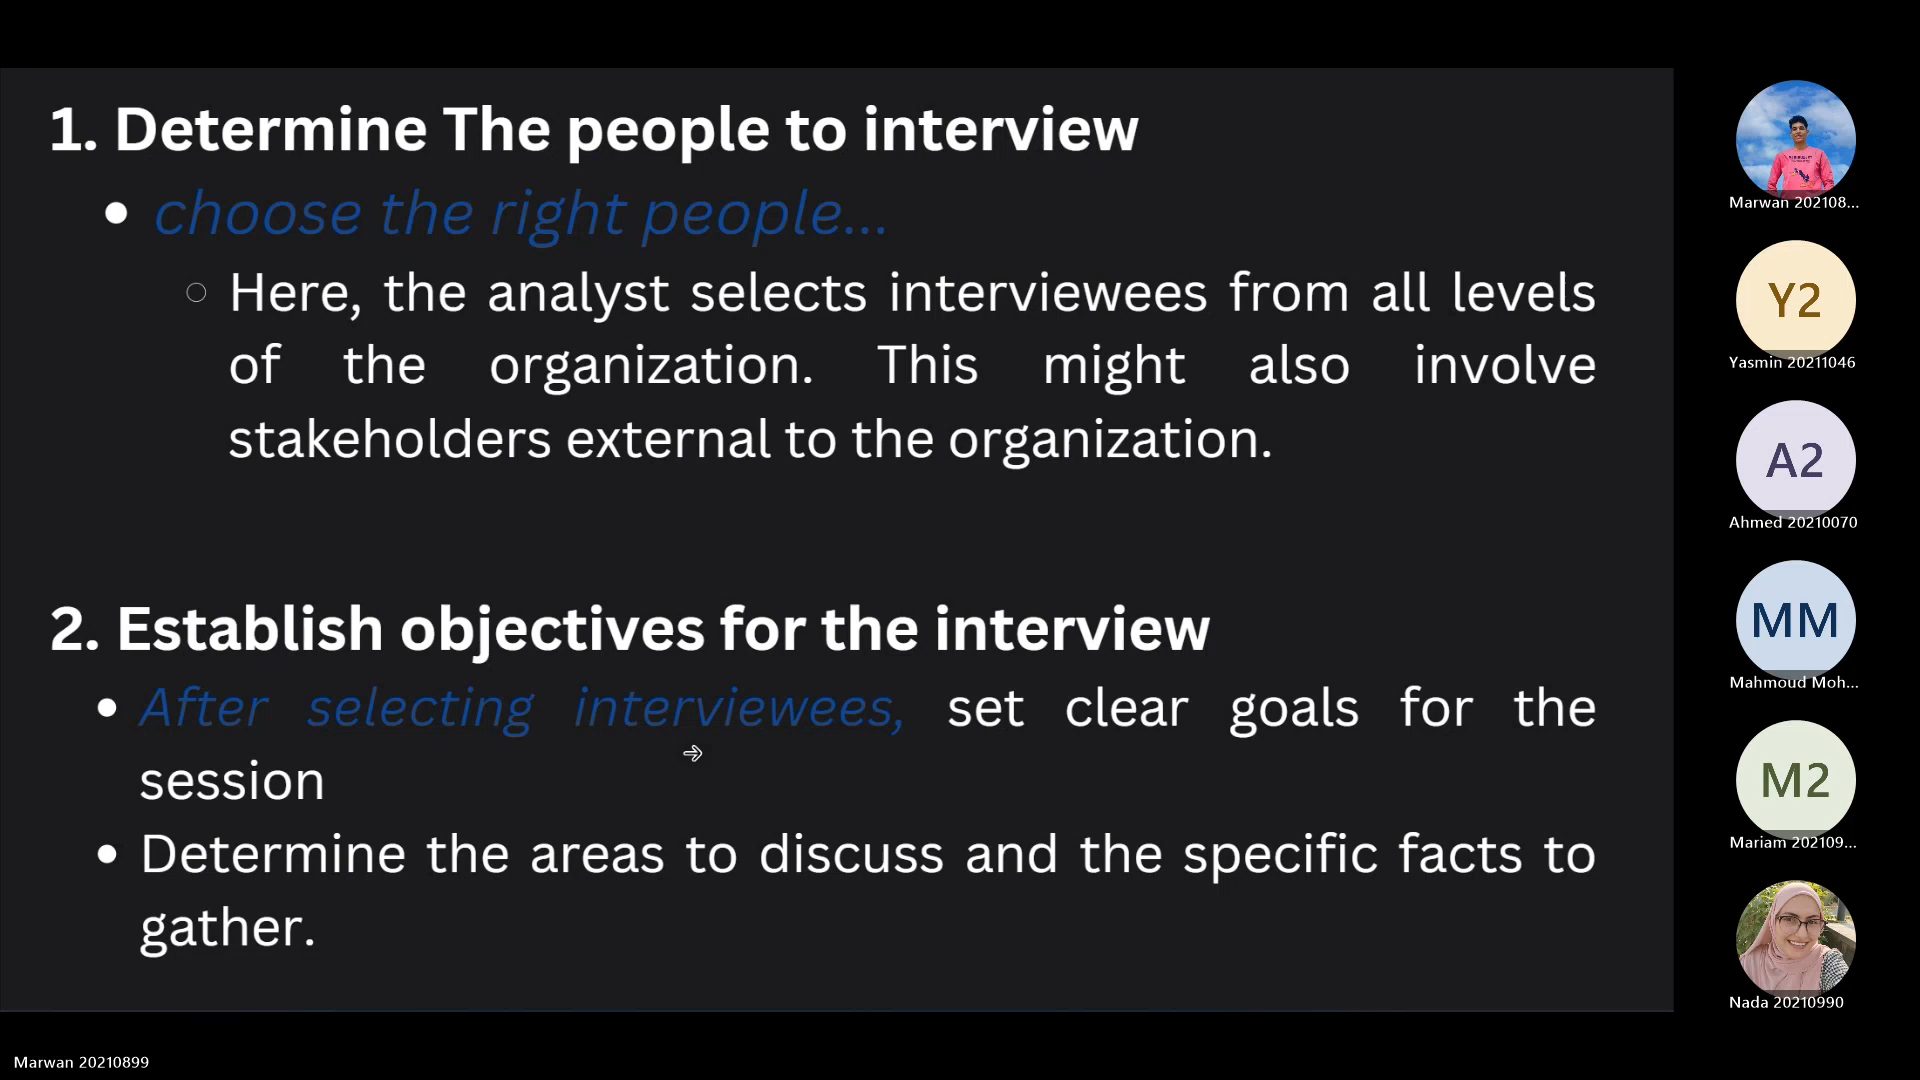 1. Determine The people to interview
choose the right people...
Here, the analyst selects interviewees from all levels
of the organization. This might also involve
stakeholders external to the organization.
2. Establish objectives for the interview
After selecting interviewees, set clear goals for the
session
Determine the areas to discuss and the specific facts to
gather.
Marwan 202108...
Y2
Yasmin 20211046
A2
Ahmed 20210070
MM
Mahmoud Moh...
M2
Mariam 202109...
Nada 20210990
Marwan 20210899